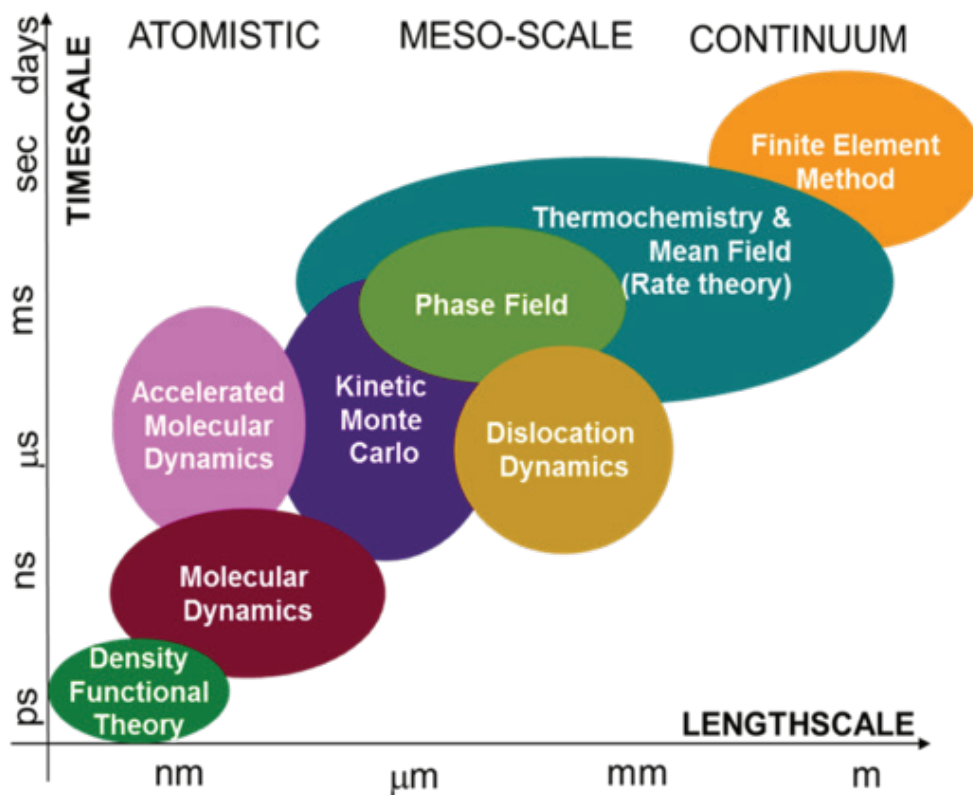 ATOMISTIC
MESO-SCALE
CONTINUUM
TIMESCALE
days
sec
ms
μs
ns
ps
Finite Element
Method
Thermochemistry &
Mean Field
(Rate theory)
Phase Field
Accelerated
Molecular
Dynamics
Kinetic
Monte
Carlo
Dislocation
Dynamics
Molecular
Dynamics
Density
Functional
Theory
LENGTHSCALE
nm
μm
mm
m